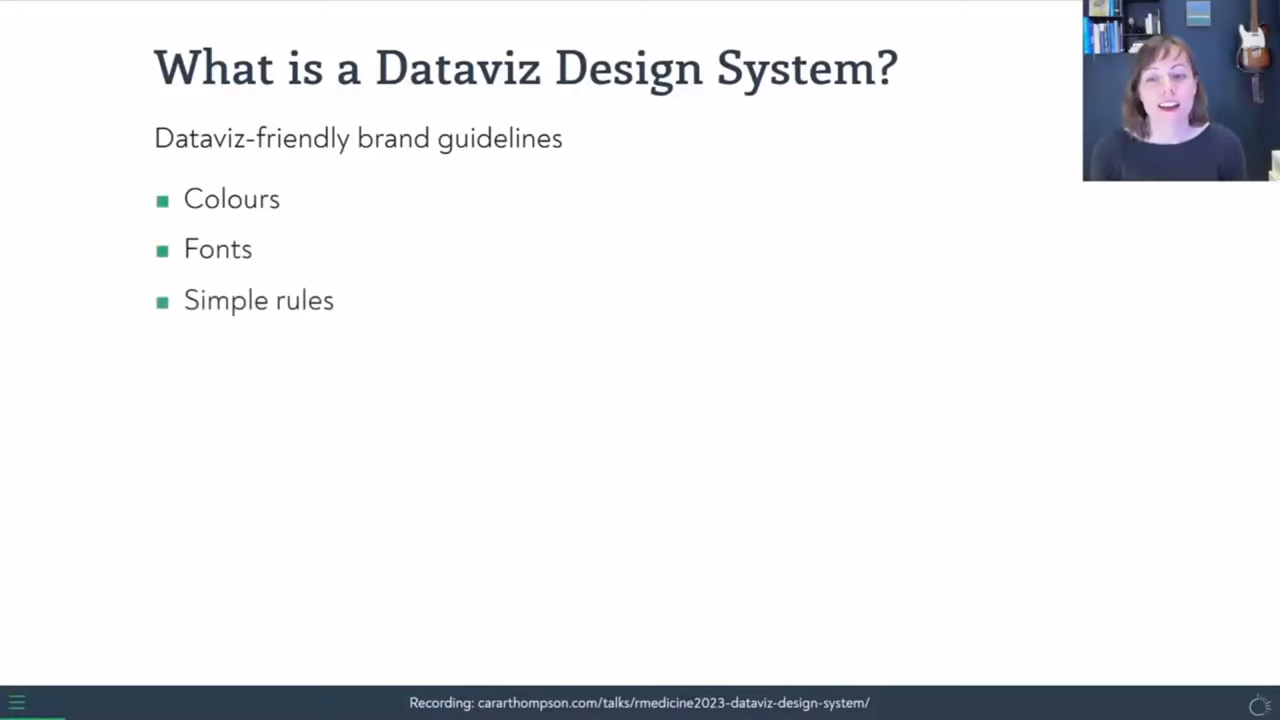 What is a Dataviz Design System?
Dataviz-friendly brand guidelines
Colours
Fonts
Simple rules
Recording: cararthompson.com/talks/rmedicine2023-dataviz-design-system/